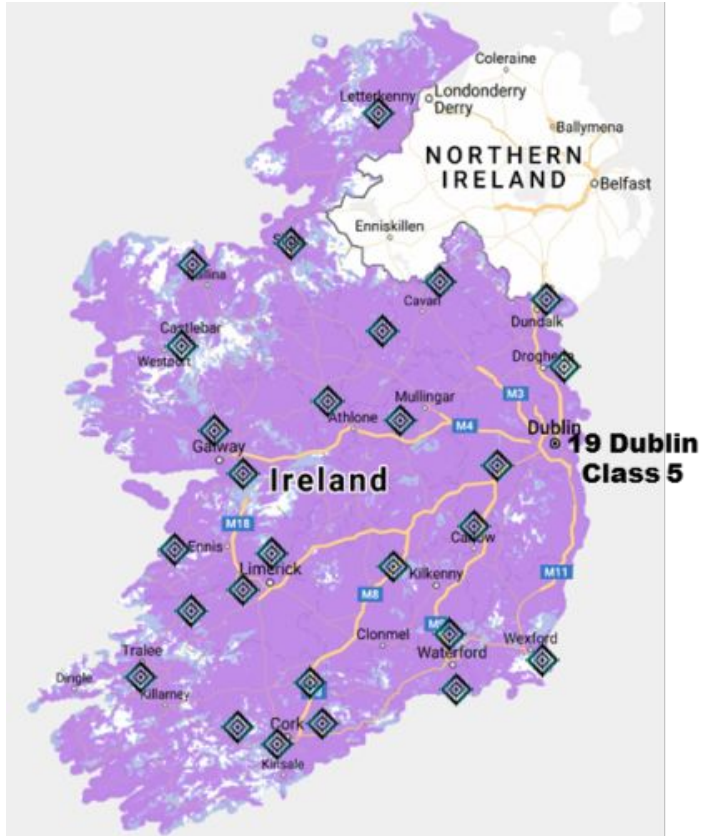 Coleraine
Letterkenny
Londonderry
Derry
Ballymena
NORTHERN
IRELAND
Belfast
Enniskillen
Cavan
Dundalk
Castlebar
Westport
Drogheda
M3
Mullingar
Athlone
M4
Dublin
19 Dublin
Class 5
Galway
Ireland
M18
Ennis
Carlow
Limerick
Kilkenny
M11
M8
Clonmel
Wexford
Waterford
Tralee
Dingle
Killarney
Cork
Kinsale